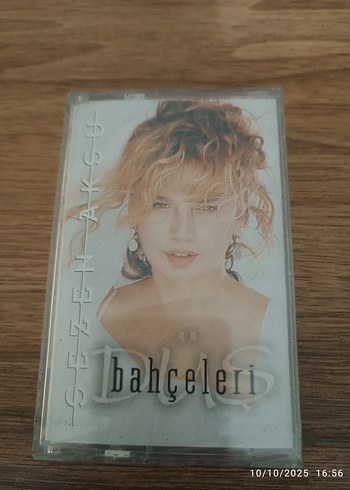 SEZEN AKSU
DÜŞ
bahçeleri
10/10/2025 16:56